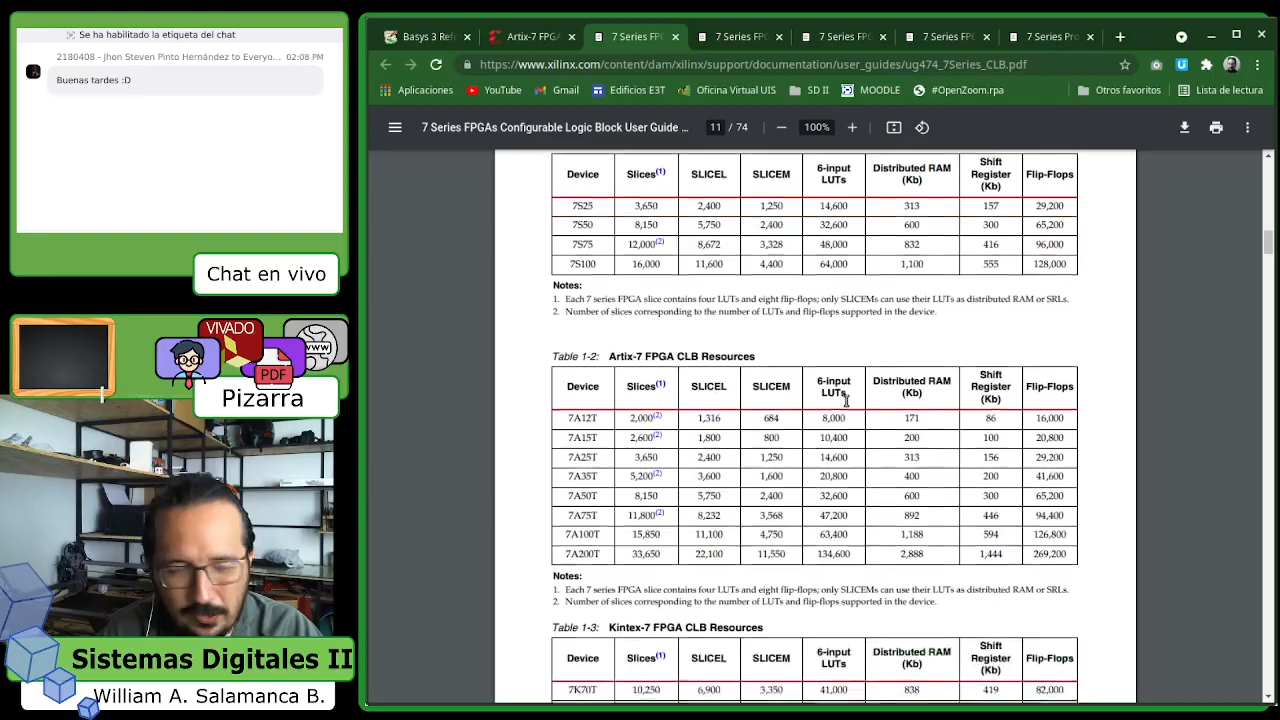 Se ha habilitado la etiqueta del chat
2180408 - Jhon Steven Pinto Hernández to Everyo... 02:08 PM
Buenas tardes :D
Chat en vivo
VIVADO
WWW
PDF
Pizarra
Sistemas Digitales II
William A. Salamanca B.
Basys 3 Refe
Artix-7 FPGA
7 Series FPG
7 Series FPG
7 Series FPG
7 Series FPG
7 Series Pro
https://www.xilinx.com/content/dam/xilinx/support/documentation/user_guides/ug474_7Series_CLB.pdf
Aplicaciones YouTube Gmail Edificios E3T Oficina Virtual UIS SD II MOODLE #OpenZoom.rpa Otros favoritos Lista de lectura
7 Series FPGAs Configurable Logic Block User Guide ... 11 / 74 100%
Device Slices(1) SLICEL SLICEM 6-input LUTs Distributed RAM (Kb) Shift Register (Kb) Flip-Flops
7S25 3,650 2,400 1,250 14,600 313 157 29,200
7S50 8,150 5,750 2,400 32,600 600 300 65,200
7S75 12,000(2) 8,672 3,328 48,000 832 416 96,000
7S100 16,000 11,600 4,400 64,000 1,100 555 128,000
Notes:
1. Each 7 series FPGA slice contains four LUTs and eight flip-flops; only SLICEMs can use their LUTs as distributed RAM or SRLs.
2. Number of slices corresponding to the number of LUTs and flip-flops supported in the device.
Table 1-2: Artix-7 FPGA CLB Resources
Device Slices(1) SLICEL SLICEM 6-input LUTs Distributed RAM (Kb) Shift Register (Kb) Flip-Flops
7A12T 2,000(2) 1,316 684 8,000 171 86 16,000
7A15T 2,600(2) 1,800 800 10,400 200 100 20,800
7A25T 3,650 2,400 1,250 14,600 313 156 29,200
7A35T 5,200(2) 3,600 1,600 20,800 400 200 41,600
7A50T 8,150 5,750 2,400 32,600 600 300 65,200
7A75T 11,800(2) 8,232 3,568 47,200 892 446 94,400
7A100T 15,850 11,100 4,750 63,400 1,188 594 126,800
7A200T 33,650 22,100 11,550 134,600 2,888 1,444 269,200
Notes:
1. Each 7 series FPGA slice contains four LUTs and eight flip-flops; only SLICEMs can use their LUTs as distributed RAM or SRLs.
2. Number of slices corresponding to the number of LUTs and flip-flops supported in the device.
Table 1-3: Kintex-7 FPGA CLB Resources
Device Slices(1) SLICEL SLICEM 6-input LUTs Distributed RAM (Kb) Shift Register (Kb) Flip-Flops
7K70T 10,250 6,900 3,350 41,000 838 419 82,000